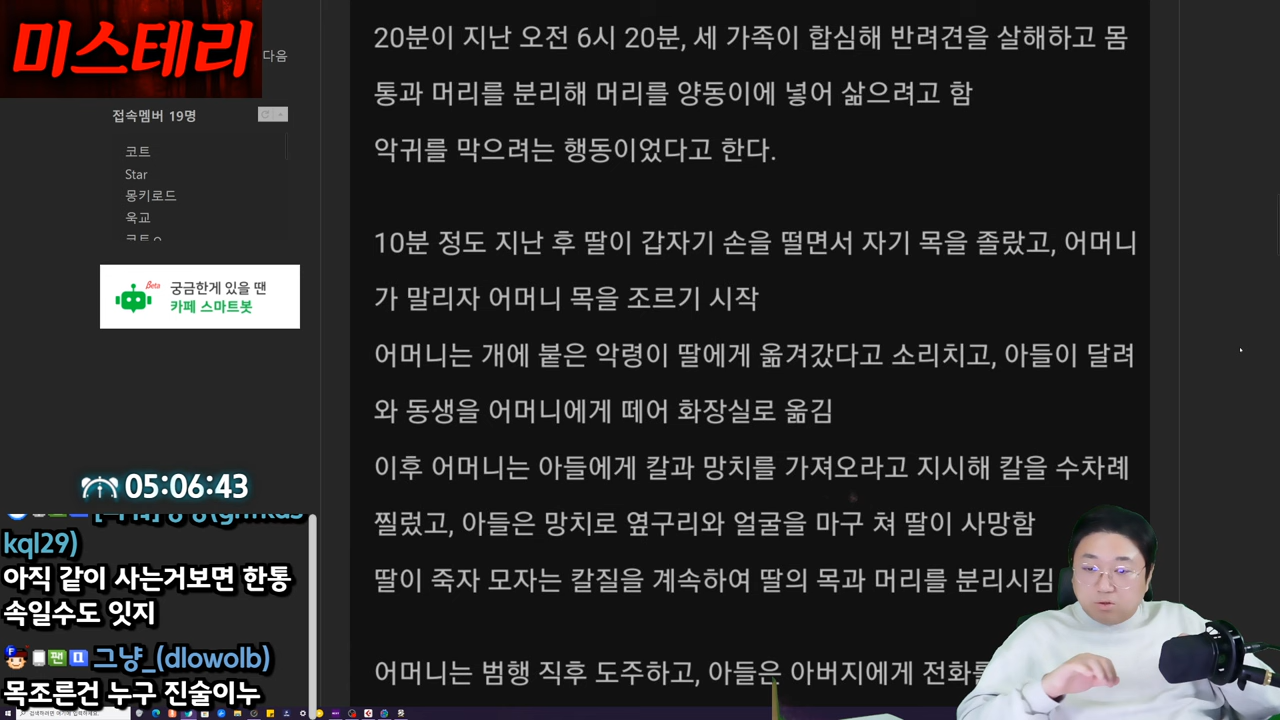 미스테리
다음
접속멤버 19명
코트
Star
몽키로드
욱교
Beta
궁금한게 있을 땐
카페 스마트봇
05:06:43
kql29)
아직 같이 사는거보면 한통
속일수도 잇지
F 팬 그냥_(dlowolb)
목조른건 누구 진술이누
20분이 지난 오전 6시 20분, 세 가족이 합심해 반려견을 살해하고 몸
통과 머리를 분리해 머리를 양동이에 넣어 삶으려고 함
악귀를 막으려는 행동이었다고 한다.
10분 정도 지난 후 딸이 갑자기 손을 떨면서 자기 목을 졸랐고, 어머니
가 말리자 어머니 목을 조르기 시작
어머니는 개에 붙은 악령이 딸에게 옮겨갔다고 소리치고, 아들이 달려
와 동생을 어머니에게 떼어 화장실로 옮김
이후 어머니는 아들에게 칼과 망치를 가져오라고 지시해 칼을 수차례
찔렀고, 아들은 망치로 옆구리와 얼굴을 마구 쳐 딸이 사망함
딸이 죽자 모자는 칼질을 계속하여 딸의 목과 머리를 분리시킴
어머니는 범행 직후 도주하고, 아들은 아버지에게 전화를